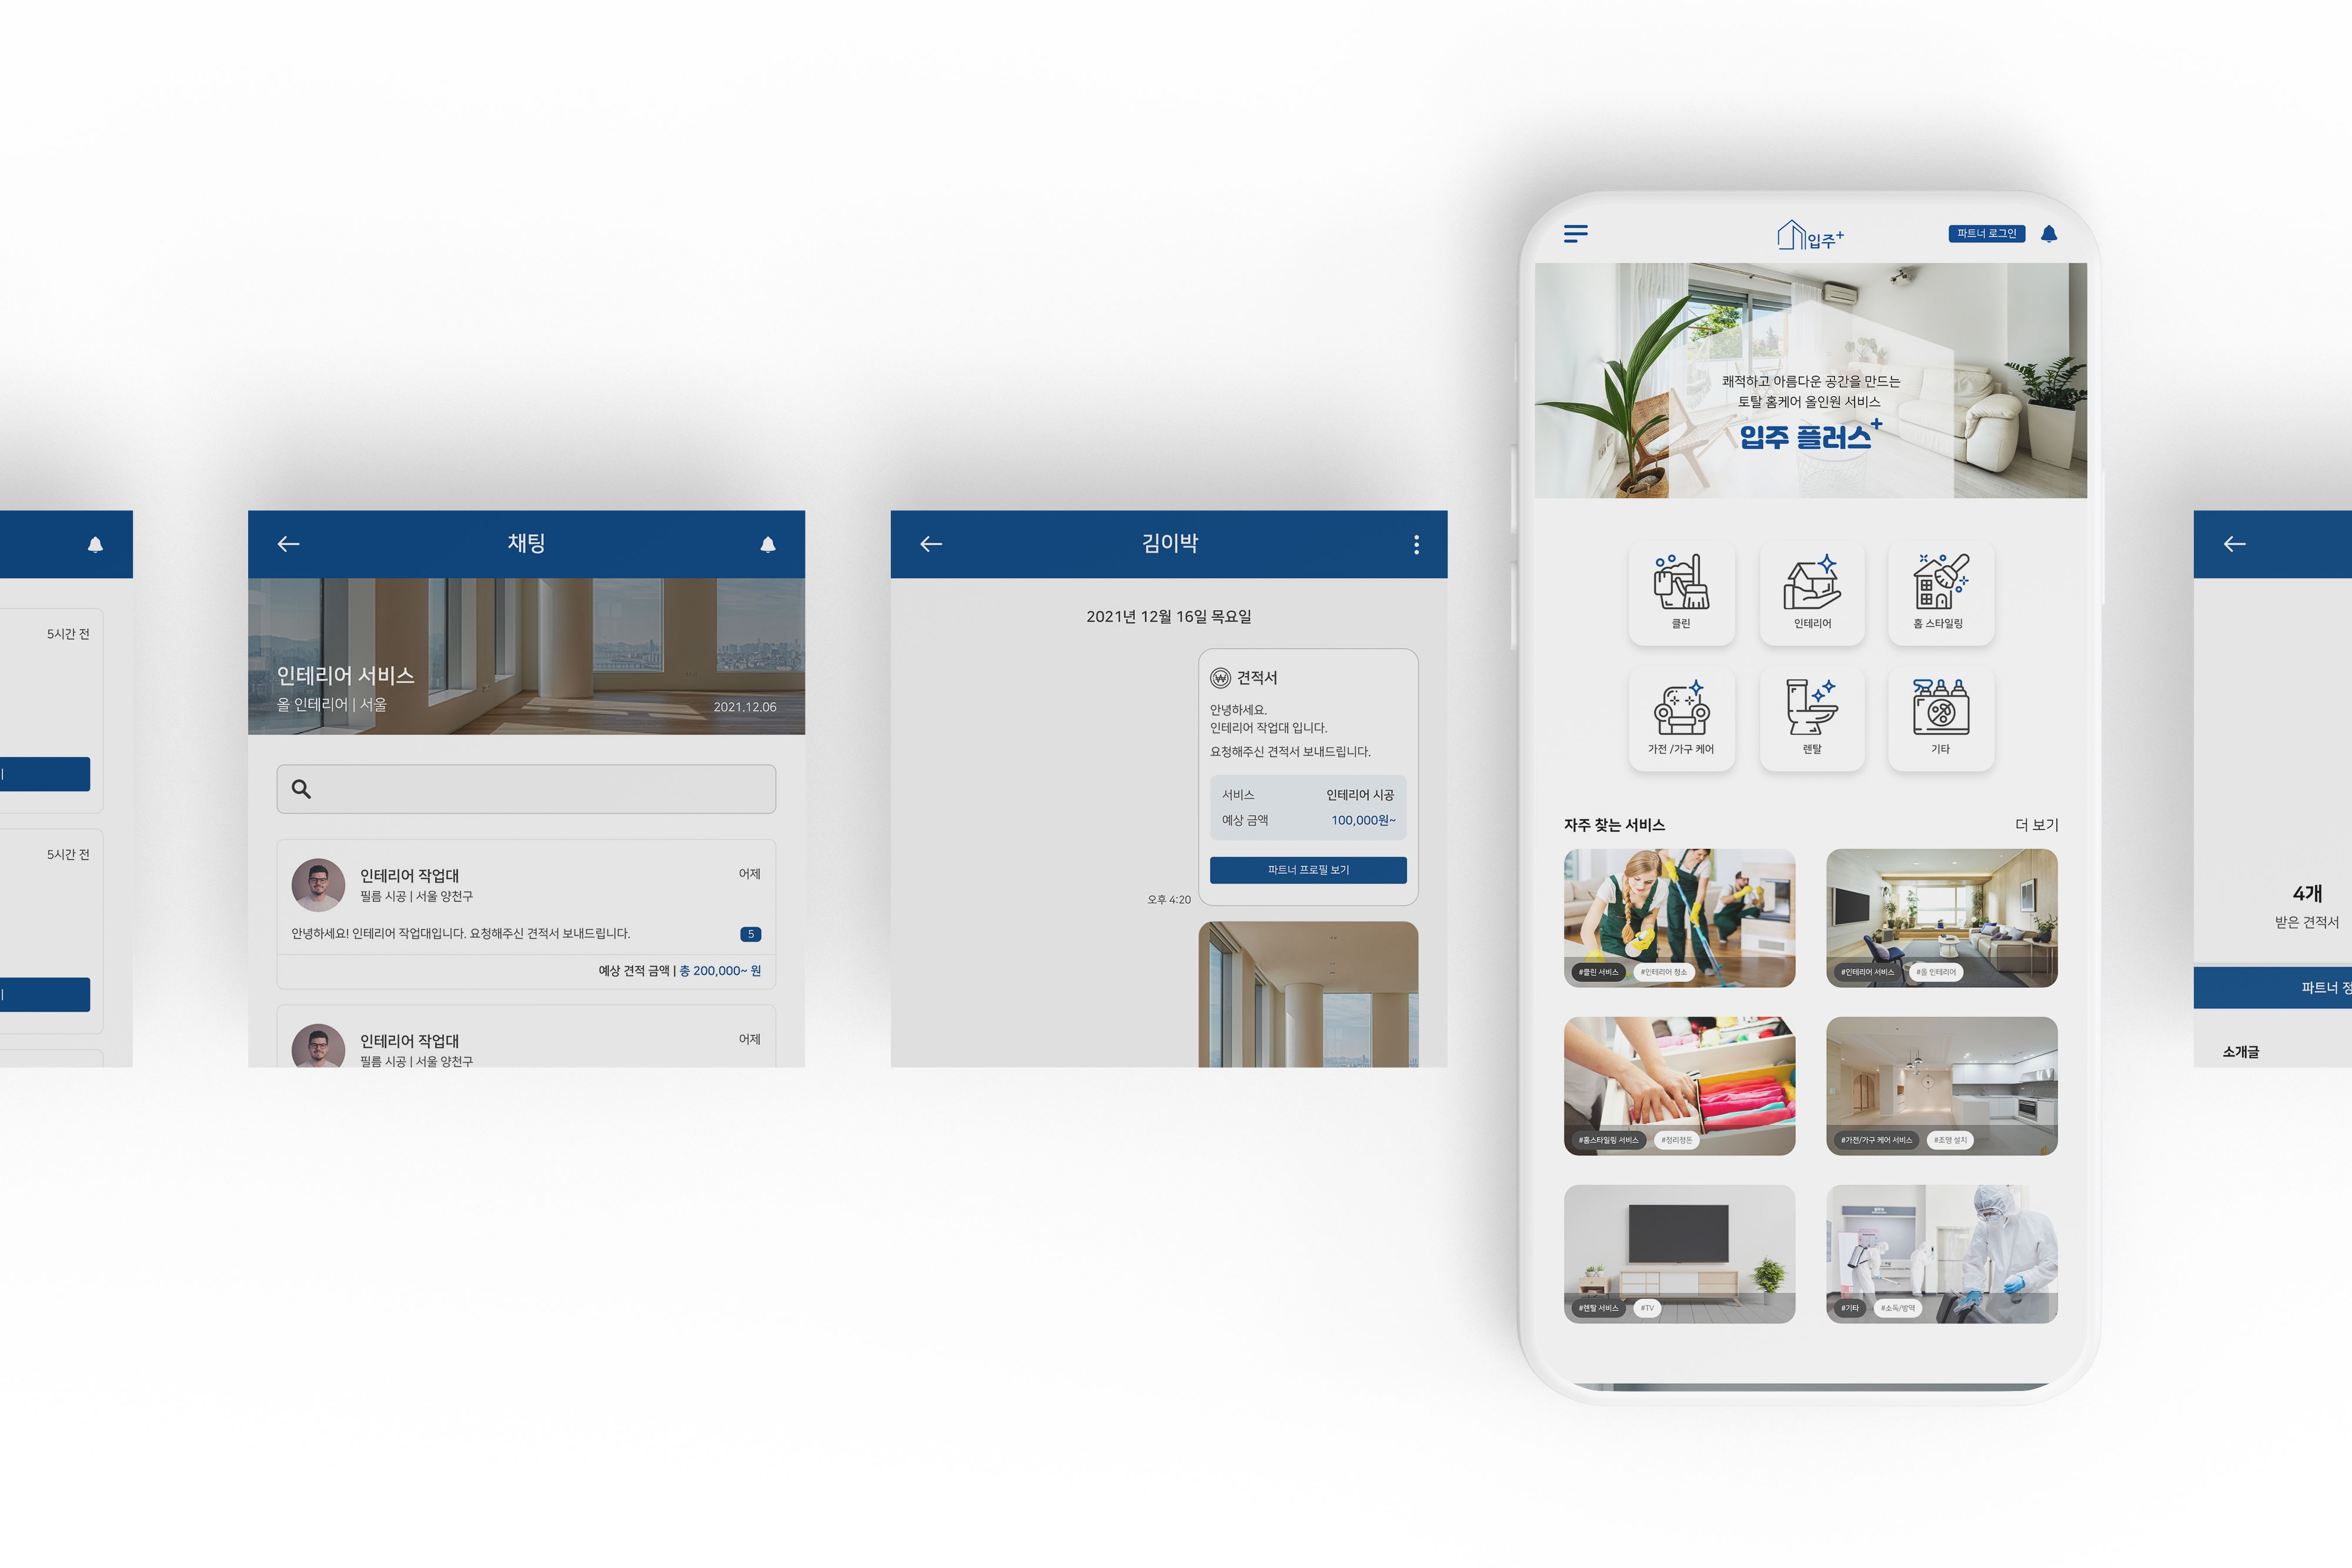 5시간 전
기
5시간 전
기
채팅
인테리어 서비스
올 인테리어 | 서울
2021.12.06
인테리어 작업대
어제
필름 시공 | 서울 양천구
안녕하세요! 인테리어 작업대입니다. 요청해주신 견적서 보내드립니다.
5
예상 견적 금액 | 총 200,000~ 원
인테리어 작업대
어제
필름 시공 | 서울 양천구
김이박
2021년 12월 16일 목요일
견적서
안녕하세요.
인테리어 작업대 입니다.
요청해주신 견적서 보내드립니다.
서비스 인테리어 시공
예상 금액 100,000원~
파트너 프로필 보기
오후 4:20
입주+
파트너 로그인
쾌적하고 아름다운 공간을 만드는
토탈 홈케어 올인원 서비스
입주 플러스+
클린
인테리어
홈 스타일링
가전 /가구 케어
렌탈
기타
자주 찾는 서비스
더 보기
#클린 서비스 #인테리어 청소
#인테리어 서비스 #올 인테리어
#홈스타일링 서비스 #정리정돈
#가전/가구 케어 서비스 #조명 설치
#렌탈 서비스 #TV
#기타 #소독/방역
4개
받은 견적서
파트너 정
소개글